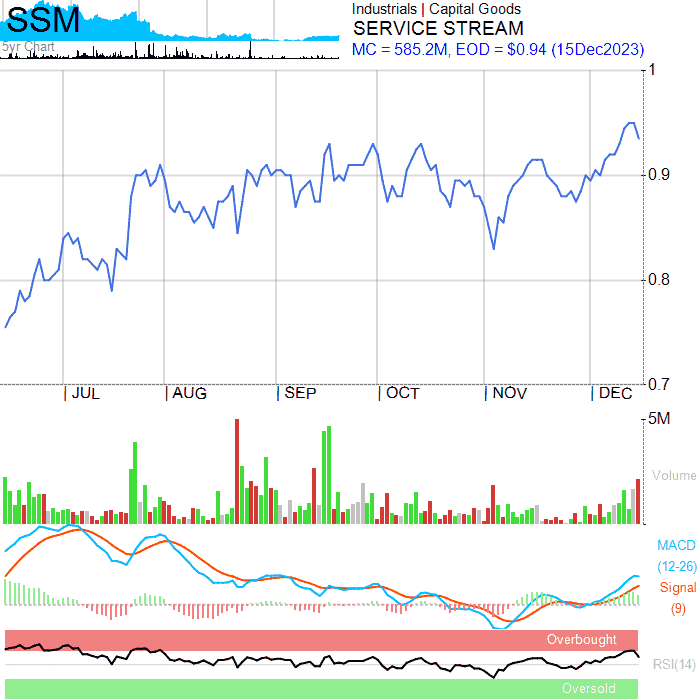 SSM
5yr Chart
Industrials | Capital Goods
SERVICE STREAM
MC = 585.2M, EOD = $0.94 (15Dec2023)
1
0.9
0.8
0.7
| JUL | AUG | SEP | OCT | NOV | DEC
5M
Volume
MACD
(12-26)
Signal
(9)
Overbought
RSI(14)
Oversold